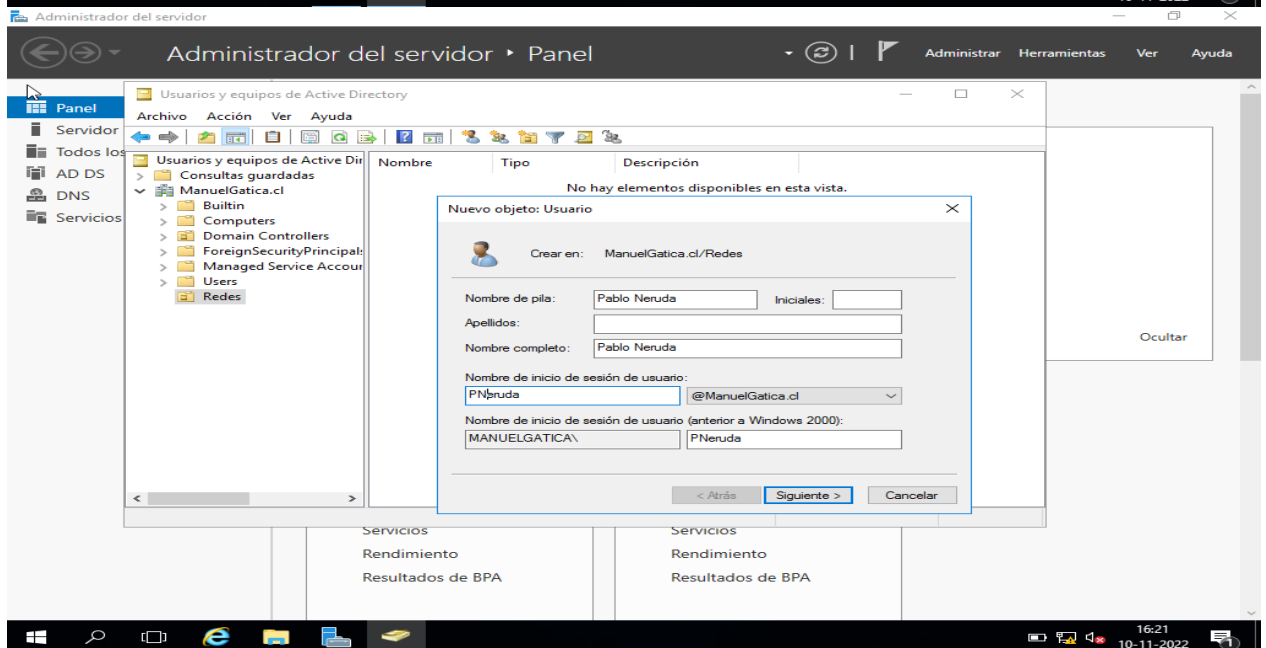 10-11-2022
Administrador del servidor
Administrador del servidor ‣ Panel
Administrar Herramientas Ver Ayuda
Panel
Servidor
Todos los
AD DS
DNS
Servicios
Usuarios y equipos de Active Directory
Archivo Acción Ver Ayuda
Usuarios y equipos de Active Dir
Consultas guardadas
ManuelGatica.cl
Builtin
Computers
Domain Controllers
ForeignSecurityPrincipals
Managed Service Accour
Users
Redes
Nombre Tipo Descripción
No hay elementos disponibles en esta vista.
Nuevo objeto: Usuario
Crear en: ManuelGatica.cl/Redes
Nombre de pila: Pablo Neruda Iniciales:
Apellidos:
Nombre completo: Pablo Neruda
Nombre de inicio de sesión de usuario:
PNeruda @ManuelGatica.cl
Nombre de inicio de sesión de usuario (anterior a Windows 2000):
MANUELGATICA\ PNeruda
< Atrás Siguiente > Cancelar
Ocultar
Servicios Servicios
Rendimiento Rendimiento
Resultados de BPA Resultados de BPA
16:21
10-11-2022